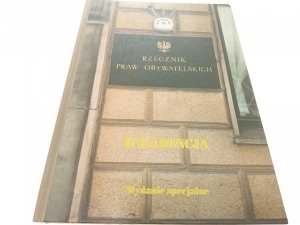 RZECZNIK
PRAW OBYWATELSKICH
II KADENCJA
Wydanie specjalne